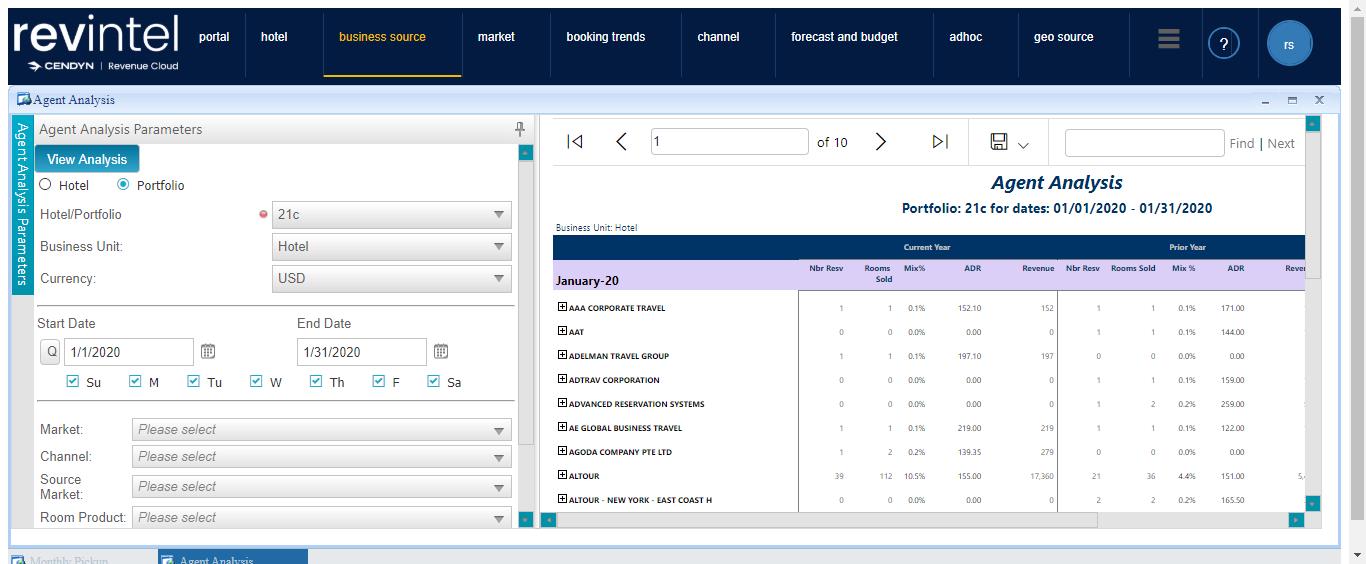 revintel
CENDYN | Revenue Cloud
portal hotel business source market booking trends channel forecast and budget adhoc geo source ? rs
Agent Analysis
Agent Analysis Parameters
Agent Analysis Parameters
View Analysis
Hotel Portfolio
Hotel/Portfolio 21c
Business Unit: Hotel
Currency: USD
Start Date End Date
Q 1/1/2020 1/31/2020
Su M Tu W Th F Sa
Market: Please select
Channel: Please select
Source Market: Please select
Room Product: Please select
1 of 10 Find | Next
Agent Analysis
Portfolio: 21c for dates: 01/01/2020 - 01/31/2020
Business Unit: Hotel
Current Year Prior Year
January-20 Nbr Resv Rooms Sold Mix% ADR Revenue Nbr Resv Rooms Sold Mix % ADR
AAA CORPORATE TRAVEL 1 1 0.1% 152.10 152 1 1 0.1% 171.00
AAT 0 0 0.0% 0.00 0 1 1 0.1% 144.00
ADELMAN TRAVEL GROUP 1 1 0.1% 197.10 197 0 0 0.0% 0.00
ADTRAV CORPORATION 0 0 0.0% 0.00 0 1 1 0.1% 159.00
ADVANCED RESERVATION SYSTEMS 0 0 0.0% 0.00 0 1 2 0.2% 259.00
AE GLOBAL BUSINESS TRAVEL 1 1 0.1% 219.00 219 1 1 0.1% 122.00
AGODA COMPANY PTE LTD 1 2 0.2% 139.35 279 0 0 0.0% 0.00
ALTOUR 39 112 10.5% 155.00 17,360 21 36 4.4% 151.00
ALTOUR - NEW YORK - EAST COAST H 0 0 0.0% 0.00 0 2 2 0.2% 165.50
Monthly Pickup Agent Analysis